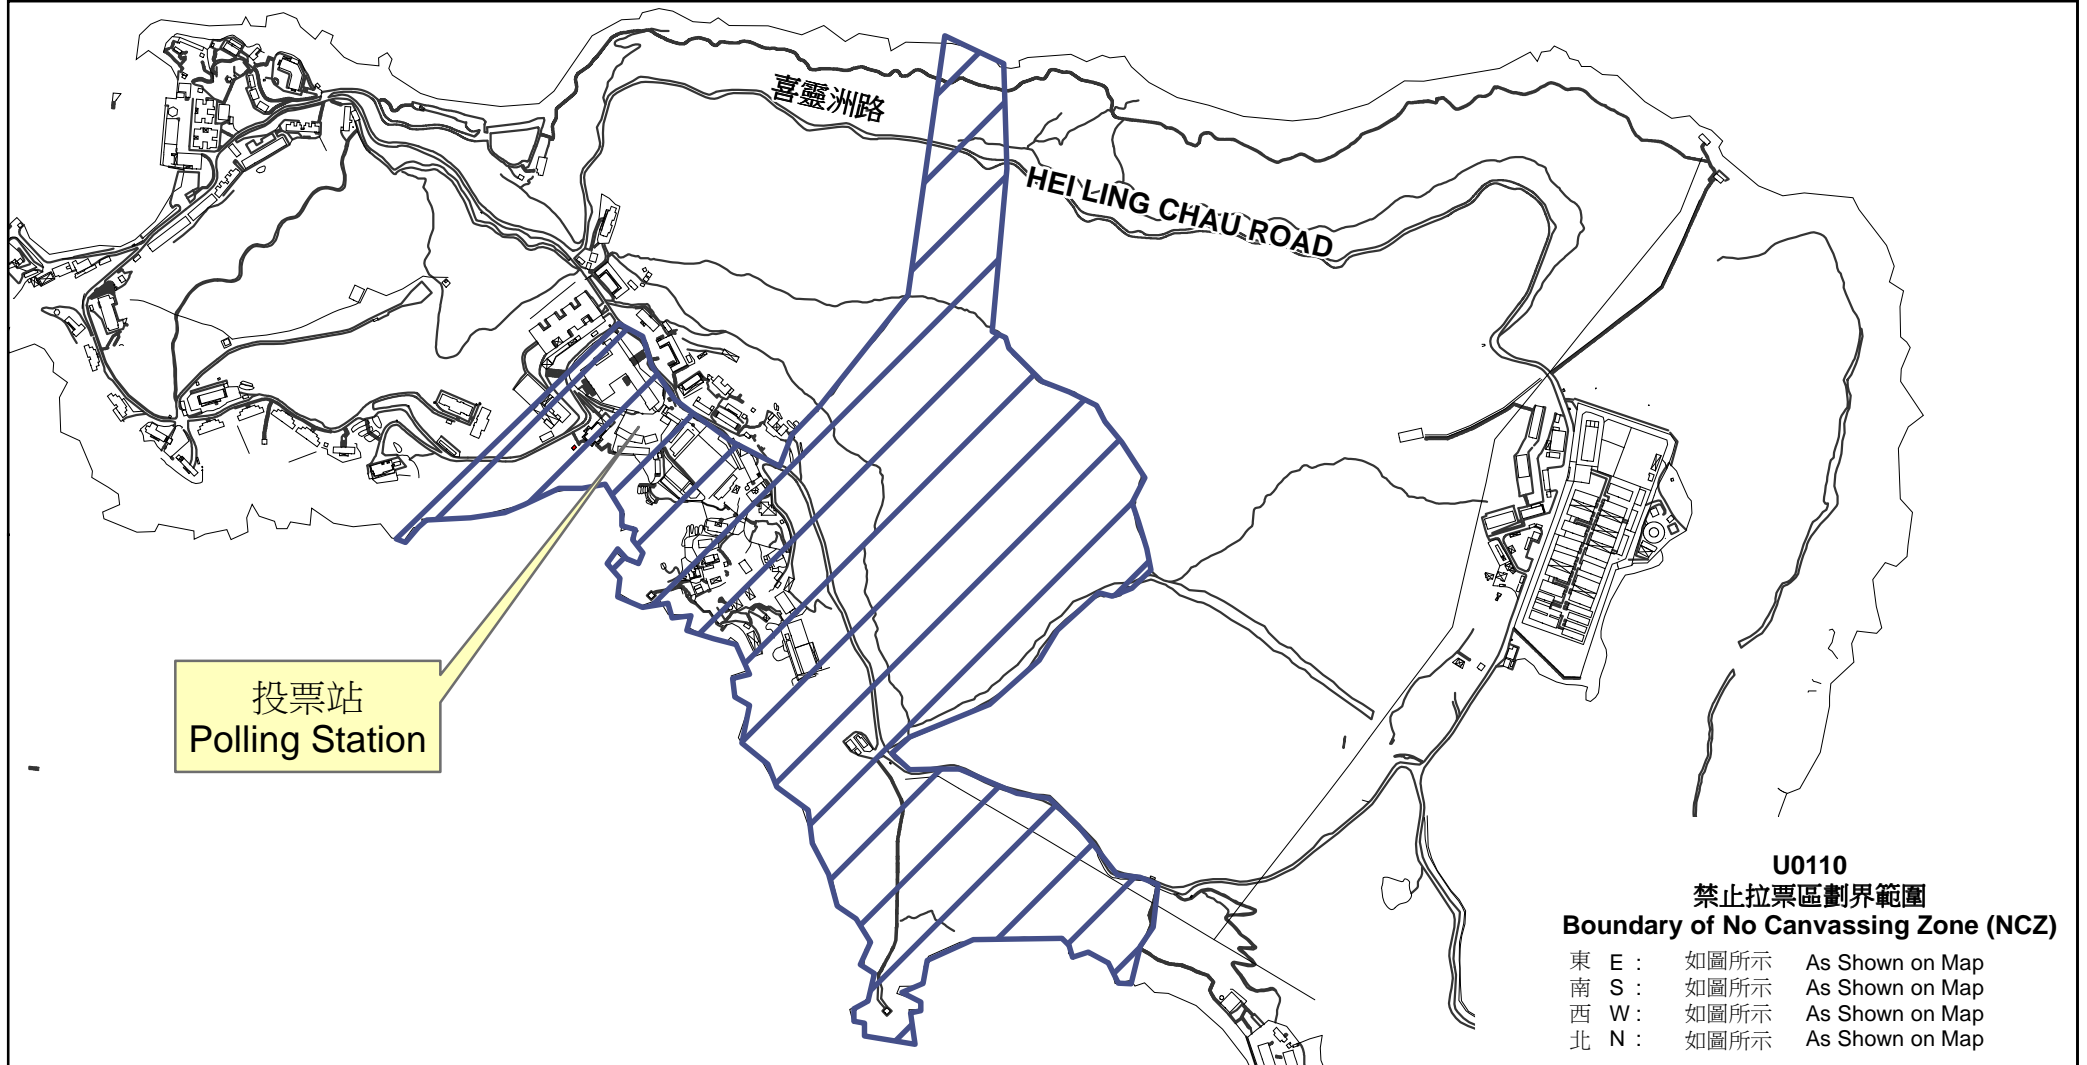 喜靈洲路
HEI LING CHAU ROAD
投票站
Polling Station
U0110
禁止拉票區劃界範圍
Boundary of No Canvassing Zone (NCZ)
東 E : 如圖所示 As Shown on Map
南 S : 如圖所示 As Shown on Map
西 W : 如圖所示 As Shown on Map
北 N : 如圖所示 As Shown on Map